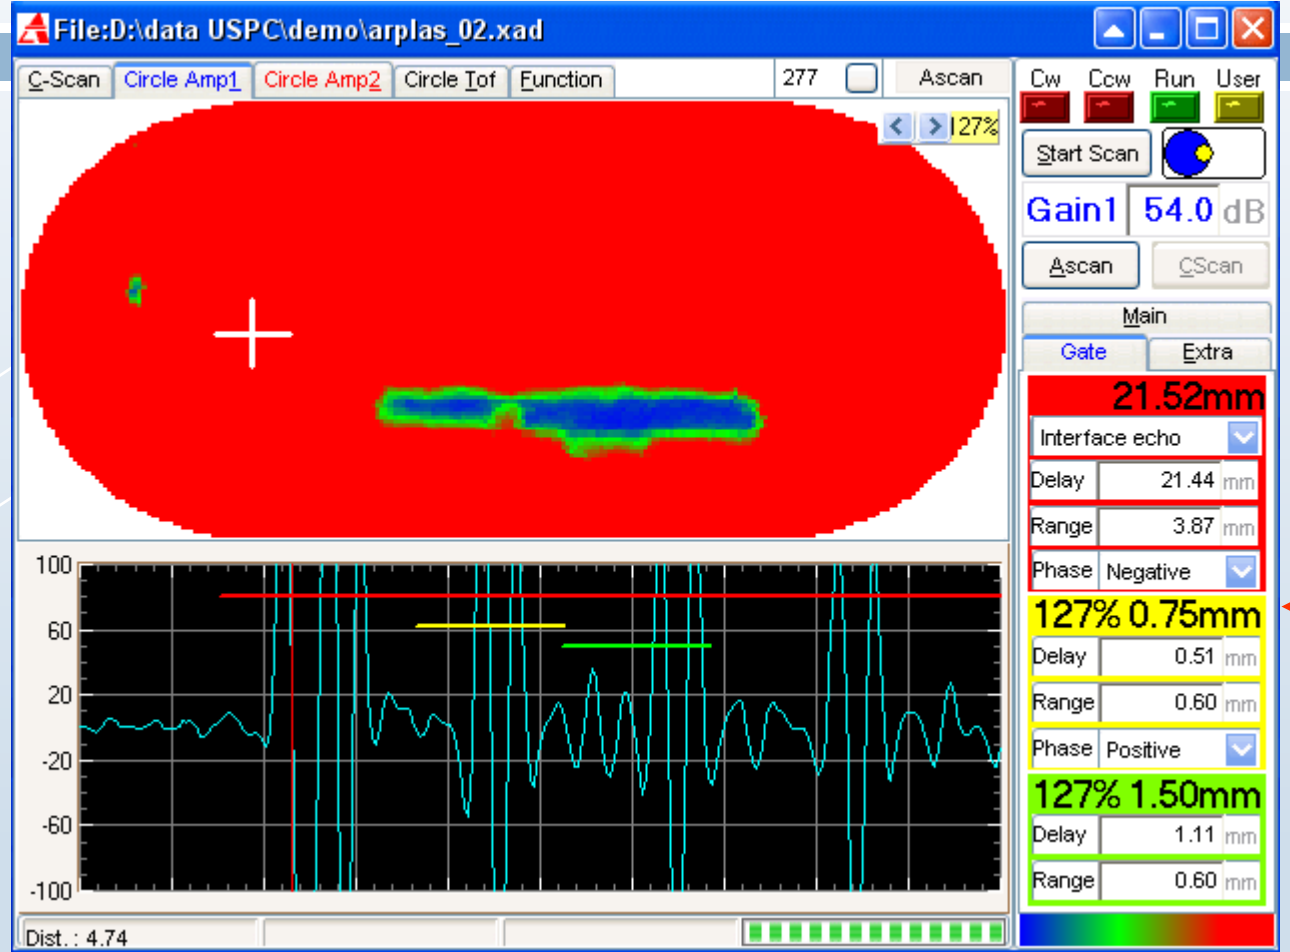 File:D:\data USPC\demo\arplas_02.xad
C-Scan Circle Amp1 Circle Amp2 Circle Tof Function 277 Ascan
127%
Cw Ccw Run User
Start Scan
Gain1 54.0 dB
Ascan CScan
Main
Gate Extra
21.52mm
Interface echo
Delay 21.44 mm
Range 3.87 mm
Phase Negative
127% 0.75mm
Delay 0.51 mm
Range 0.60 mm
Phase Positive
127% 1.50mm
Delay 1.11 mm
Range 0.60 mm
100
60
20
-20
-60
-100
Dist. : 4.74